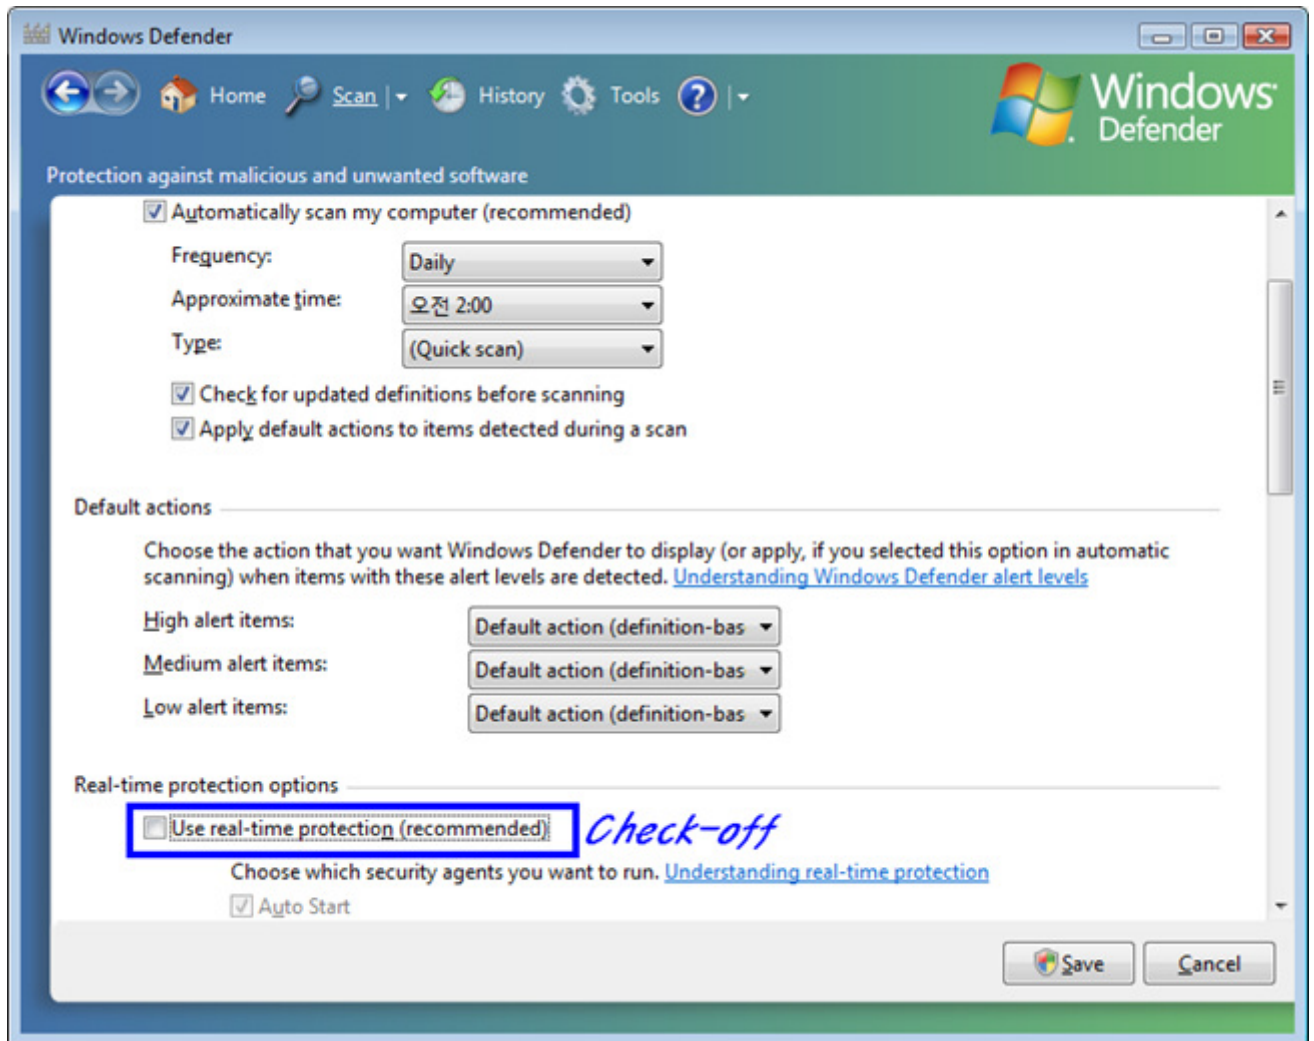 Windows Defender
Home Scan History Tools ?
Windows
Defender
Protection against malicious and unwanted software
Automatically scan my computer (recommended)
Frequency: Daily
Approximate time: 오전 2:00
Type: (Quick scan)
Check for updated definitions before scanning
Apply default actions to items detected during a scan
Default actions
Choose the action that you want Windows Defender to display (or apply, if you selected this option in automatic
scanning) when items with these alert levels are detected. Understanding Windows Defender alert levels
High alert items: Default action (definition-bas
Medium alert items: Default action (definition-bas
Low alert items: Default action (definition-bas
Real-time protection options
Use real-time protection (recommended) Check-off
Choose which security agents you want to run. Understanding real-time protection
Auto Start
Save Cancel